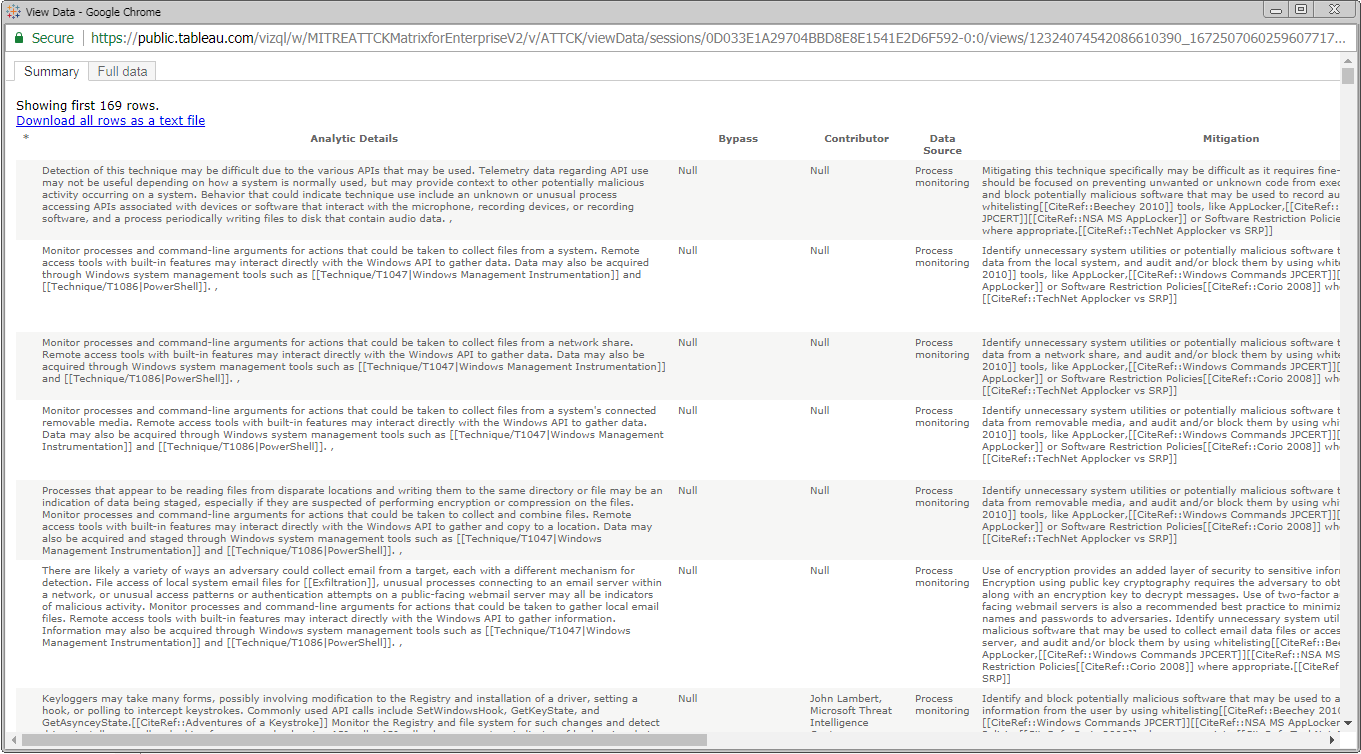 View Data - Google Chrome
Secure | https://public.tableau.com/vizql/w/MITREATTCKMatrixforEnterpriseV2/v/ATTCK/viewData/sessions/0D033E1A29704BBD8E8E1541E2D6F592-0:0/views/12324074542086610390_1672507060259607717...
Summary Full data
Showing first 169 rows.
Download all rows as a text file
* Analytic Details Bypass Contributor Data Source Mitigation
Detection of this technique may be difficult due to the various APIs that may be used. Telemetry data regarding API use
may not be useful depending on how a system is normally used, but may provide context to other potentially malicious
activity occurring on a system. Behavior that could indicate technique use include an unknown or unusual process
accessing APIs associated with devices or software that interact with the microphone, recording devices, or recording
software, and a process periodically writing files to disk that contain audio data. ,
Null
Null
Process
monitoring
Mitigating this technique specifically may be difficult as it requires fine-
should be focused on preventing unwanted or unknown code from exec
and block potentially malicious software that may be used to record au
whitelisting[[CiteRef::Beechey 2010]] tools, like AppLocker,[[CiteRef::
JPCERT]][[CiteRef::NSA MS AppLocker]] or Software Restriction Policie
where appropriate.[[CiteRef::TechNet Applocker vs SRP]]
Monitor processes and command-line arguments for actions that could be taken to collect files from a system. Remote
access tools with built-in features may interact directly with the Windows API to gather data. Data may also be acquired
through Windows system management tools such as [[Technique/T1047|Windows Management Instrumentation]] and
[[Technique/T1086|PowerShell]]. ,
Null
Null
Process
monitoring
Identify unnecessary system utilities or potentially malicious software t
data from the local system, and audit and/or block them by using white
2010]] tools, like AppLocker,[[CiteRef::Windows Commands JPCERT]][
AppLocker]] or Software Restriction Policies[[CiteRef::Corio 2008]] whe
[[CiteRef::TechNet Applocker vs SRP]]
Monitor processes and command-line arguments for actions that could be taken to collect files from a network share.
Remote access tools with built-in features may interact directly with the Windows API to gather data. Data may also be
acquired through Windows system management tools such as [[Technique/T1047|Windows Management Instrumentation]]
and [[Technique/T1086|PowerShell]]. ,
Null
Null
Process
monitoring
Identify unnecessary system utilities or potentially malicious software t
data from a network share, and audit and/or block them by using white
2010]] tools, like AppLocker,[[CiteRef::Windows Commands JPCERT]][
AppLocker]] or Software Restriction Policies[[CiteRef::Corio 2008]] whe
[[CiteRef::TechNet Applocker vs SRP]]
Monitor processes and command-line arguments for actions that could be taken to collect files from a system's connected
removable media. Remote access tools with built-in features may interact directly with the Windows API to gather data.
Data may also be acquired through Windows system management tools such as [[Technique/T1047|Windows Management
Instrumentation]] and [[Technique/T1086|PowerShell]]. ,
Null
Null
Process
monitoring
Identify unnecessary system utilities or potentially malicious software t
data from removable media, and audit and/or block them by using whit
2010]] tools, like AppLocker,[[CiteRef::Windows Commands JPCERT]][
AppLocker]] or Software Restriction Policies[[CiteRef::Corio 2008]] whe
[[CiteRef::TechNet Applocker vs SRP]]
Processes that appear to be reading files from disparate locations and writing them to the same directory or file may be an
indication of data being staged, especially if they are suspected of performing encryption or compression on the files.
Monitor processes and command-line arguments for actions that could be taken to collect and combine files. Remote
access tools with built-in features may interact directly with the Windows API to gather and copy to a location. Data may
also be acquired and staged through Windows system management tools such as [[Technique/T1047|Windows
Management Instrumentation]] and [[Technique/T1086|PowerShell]]. ,
Null
Null
Process
monitoring
Identify unnecessary system utilities or potentially malicious software t
data from removable media, and audit and/or block them by using whit
2010]] tools, like AppLocker,[[CiteRef::Windows Commands JPCERT]][
AppLocker]] or Software Restriction Policies[[CiteRef::Corio 2008]] whe
[[CiteRef::TechNet Applocker vs SRP]]
There are likely a variety of ways an adversary could collect email from a target, each with a different mechanism for
detection. File access of local system email files for [[Exfiltration]], unusual processes connecting to an email server within
a network, or unusual access patterns or authentication attempts on a public-facing webmail server may all be indicators
of malicious activity. Monitor processes and command-line arguments for actions that could be taken to gather local email
files. Remote access tools with built-in features may interact directly with the Windows API to gather information.
Information may also be acquired through Windows system management tools such as [[Technique/T1047|Windows
Management Instrumentation]] and [[Technique/T1086|PowerShell]]. ,
Null
Null
Process
monitoring
Use of encryption provides an added layer of security to sensitive infor
Encryption using public key cryptography requires the adversary to obt
along with an encryption key to decrypt messages. Use of two-factor a
facing webmail servers is also a recommended best practice to minimiz
names and passwords to adversaries. Identify unnecessary system util
malicious software that may be used to collect email data files or acces
server, and audit and/or block them by using whitelisting[[CiteRef::Bee
AppLocker,[[CiteRef::Windows Commands JPCERT]][[CiteRef::NSA MS
Restriction Policies[[CiteRef::Corio 2008]] where appropriate.[[CiteRef
SRP]]
Keyloggers may take many forms, possibly involving modification to the Registry and installation of a driver, setting a
hook, or polling to intercept keystrokes. Commonly used API calls include SetWindowsHook, GetKeyState, and
GetAsynceyState.[[CiteRef::Adventures of a Keystroke]] Monitor the Registry and file system for such changes and detect
Null
John Lambert,
Microsoft Threat
Intelligence
Process
monitoring
Identify and block potentially malicious software that may be used to a
information from the user by using whitelisting[[CiteRef::Beechey 2010
[[CiteRef::Windows Commands JPCERT]][[CiteRef::NSA MS AppLocker